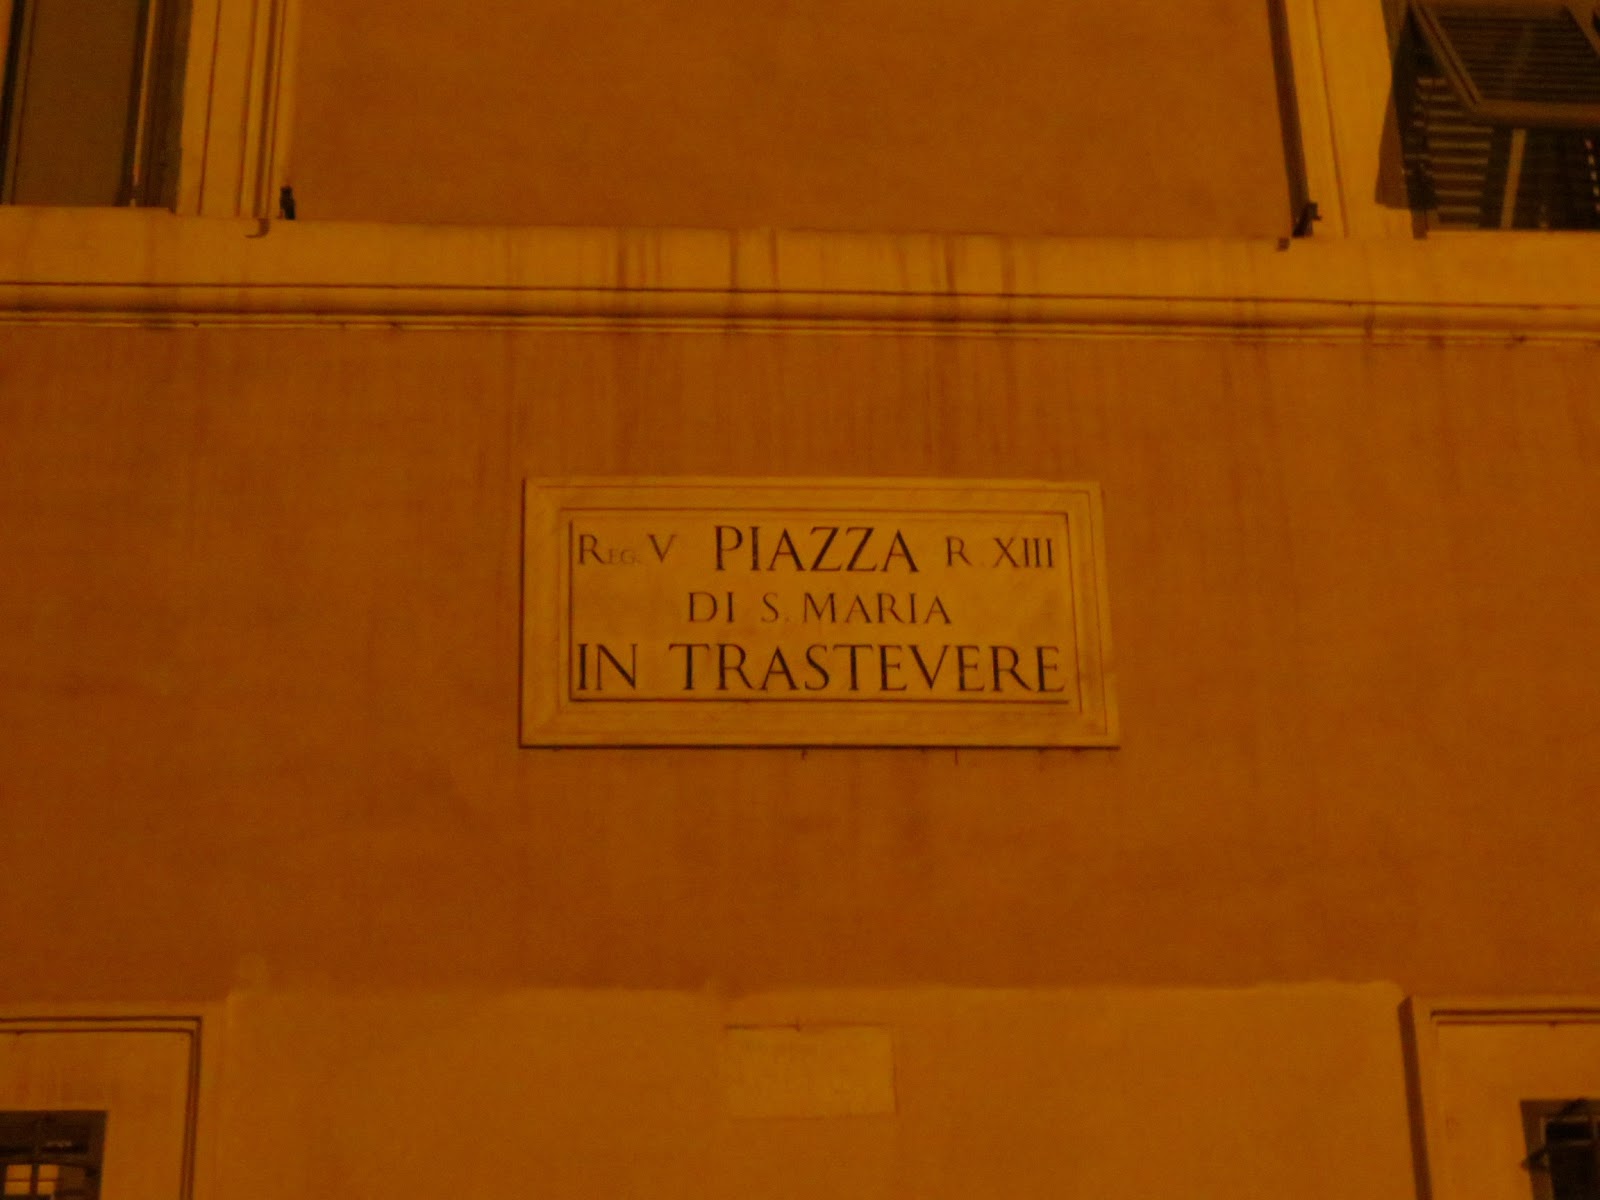 REG. V PIAZZA R. XIII
DI S. MARIA
IN TRASTEVERE